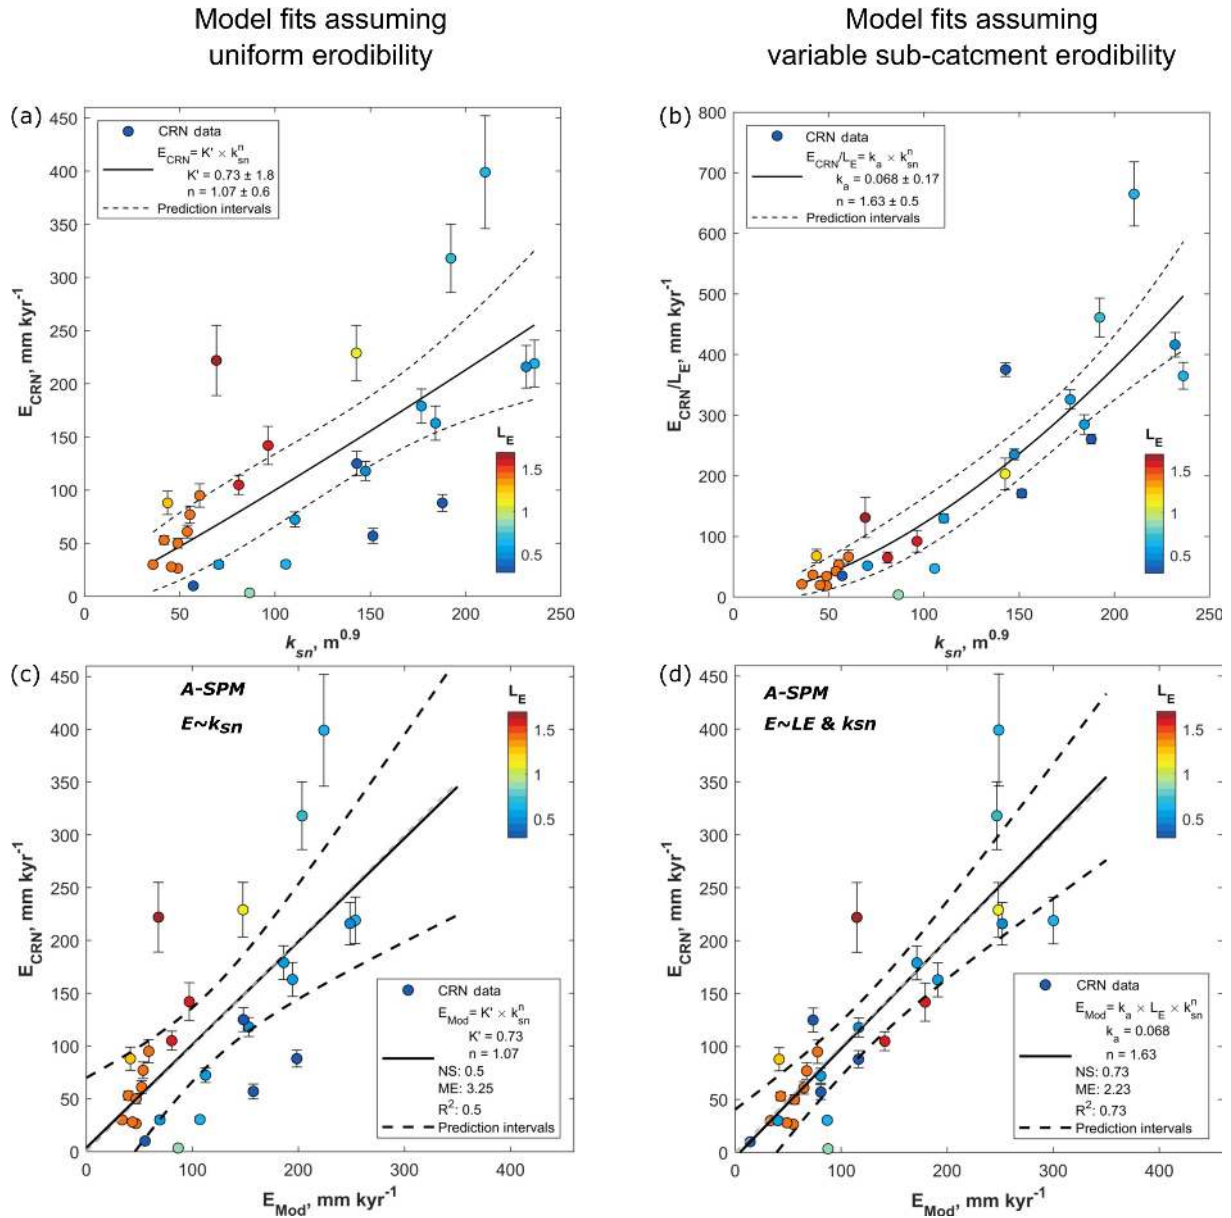 Model fits assuming
uniform erodibility
Model fits assuming
variable sub-catcment erodibility
(a)
450
400
350
300
250
200
150
100
50
0
E_CRN, mm kyr^-1
CRN data
E_CRN = K' × k_sn^n
K' = 0.73 ± 1.8
n = 1.07 ± 0.6
Prediction intervals
L_E
1.5
1
0.5
0 50 100 150 200 250
k_sn, m^0.9
(b)
800
700
600
500
400
300
200
100
0
E_CRN/L_E, mm kyr^-1
CRN data
E_CRN/L_E = k_a × k_sn^n
k_a = 0.068 ± 0.17
n = 1.63 ± 0.5
Prediction intervals
L_E
1.5
1
0.5
0 50 100 150 200 250
k_sn, m^0.9
(c)
450
400
350
300
250
200
150
100
50
0
E_CRN, mm kyr^-1
A-SPM
E~ksn
L_E
1.5
1
0.5
CRN data
E_Mod = K' × k_sn^n
K' = 0.73
n = 1.07
NS: 0.5
ME: 3.25
R^2: 0.5
Prediction intervals
0 100 200 300 400
E_Mod, mm kyr^-1
(d)
450
400
350
300
250
200
150
100
50
0
E_CRN, mm kyr^-1
A-SPM
E~LE & ksn
L_E
1.5
1
0.5
CRN data
E_Mod = k_a × L_E × k_sn^n
k_a = 0.068
n = 1.63
NS: 0.73
ME: 2.23
R^2: 0.73
Prediction intervals
0 100 200 300 400
E_Mod, mm kyr^-1